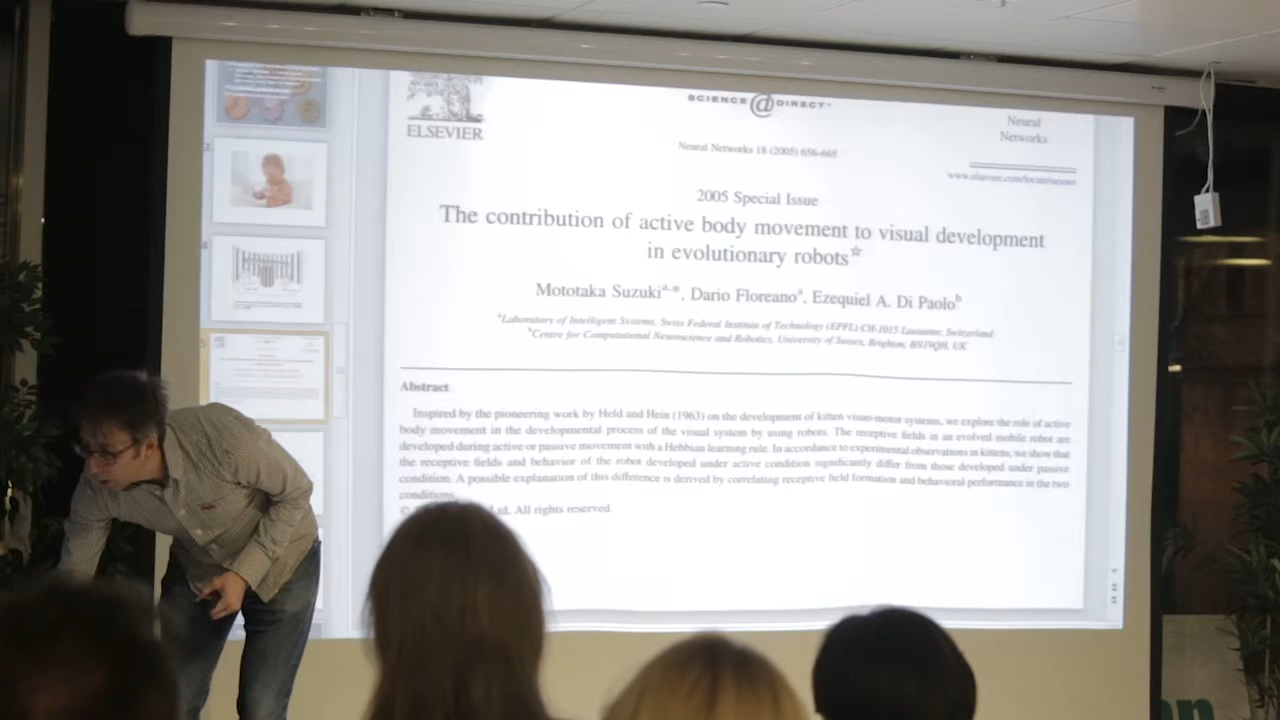 ELSEVIER
SCIENCE @ DIRECT®
Neural
Networks
Neural Networks 18 (2005) 656–665
www.elsevier.com/locate/neunet
2005 Special Issue
The contribution of active body movement to visual development
in evolutionary robots☆
Mototaka Suzukiᵃ,*, Dario Floreanoᵃ, Ezequiel A. Di Paoloᵇ
ᵃLaboratory of Intelligent Systems, Swiss Federal Institute of Technology (EPFL) CH-1015 Lausanne, Switzerland
ᵇCentre for Computational Neuroscience and Robotics, University of Sussex, Brighton, BN19QH, UK
Abstract
Inspired by the pioneering work by Held and Hein (1963) on the development of kitten visuo-motor systems, we explore the role of active
body movement in the developmental process of the visual system by using robots. The receptive fields in an evolved mobile robot are
developed during active or passive movement with a Hebbian learning rule. In accordance to experimental observations in kittens, we show that
the receptive fields and behavior of the robot developed under active condition significantly differ from those developed under passive
condition. A possible explanation of this difference is derived by correlating receptive field formation and behavioral performance in the two
conditions.
© Ltd. All rights reserved.